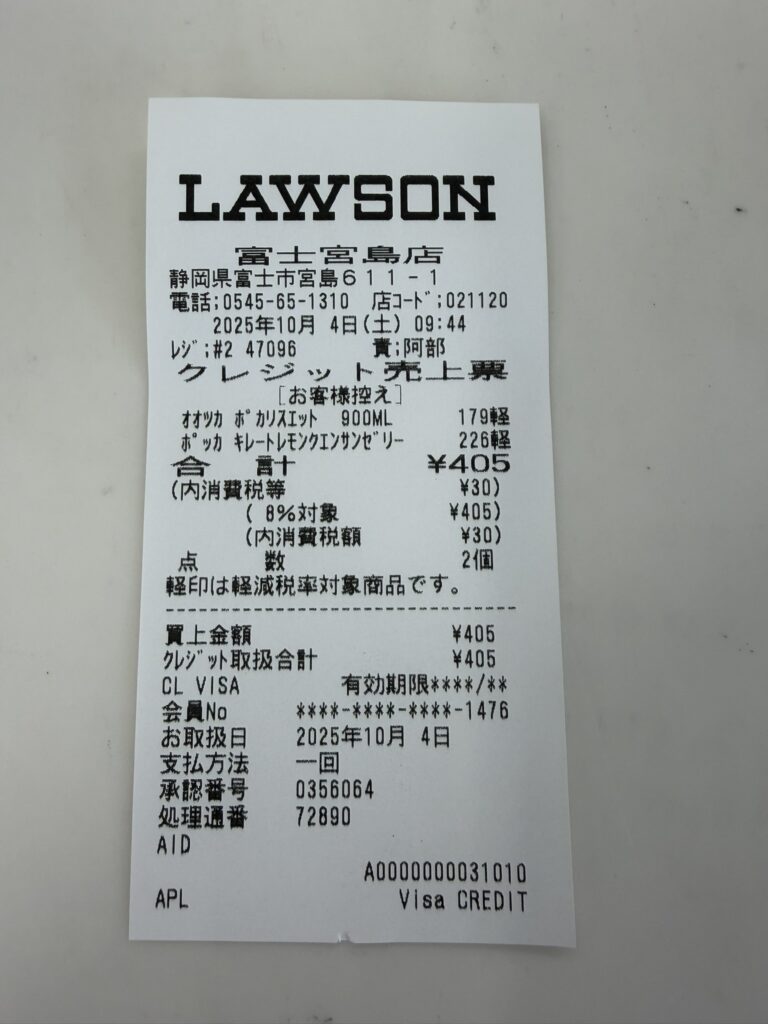 LAWSON
富士宮島店
静岡県富士市宮島611-1
電話;0545-65-1310 店コード;021120
2025年10月 4日(土) 09:44
レジ;#2 47096 責;阿部
クレジット売上票
[お客様控え]
オオツカ ポカリスエット 900ML 179軽
ポッカ キレートレモンクエンサンゼリー 226軽
合 計 ¥405
(内消費税等 ¥30)
( 8%対象 ¥405)
(内消費税額 ¥30)
点 数 2個
軽印は軽減税率対象商品です。
買上金額 ¥405
クレジット取扱合計 ¥405
CL VISA 有効期限****/**
会員No ****-****-****-1476
お取扱日 2025年10月 4日
支払方法 一回
承認番号 0356064
処理通番 72890
AID
A0000000031010
APL Visa CREDIT